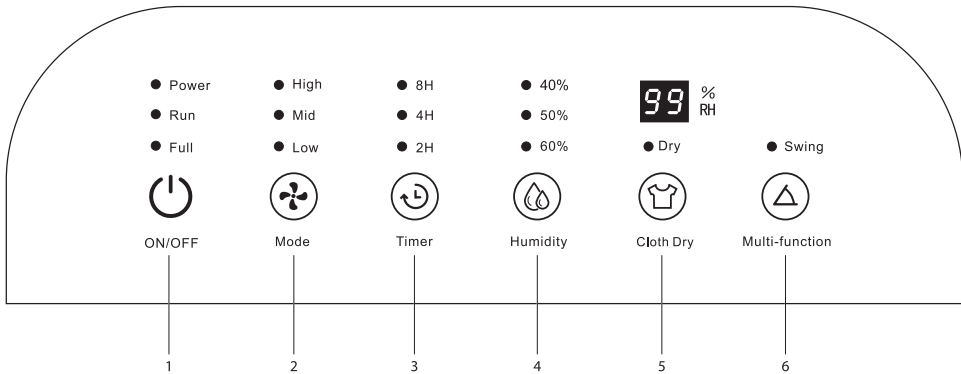 Power High 8H 40% 99 % RH
Run Mid 4H 50%
Full Low 2H 60% Dry Swing
ON/OFF Mode Timer Humidity Cloth Dry Multi-function
1 2 3 4 5 6